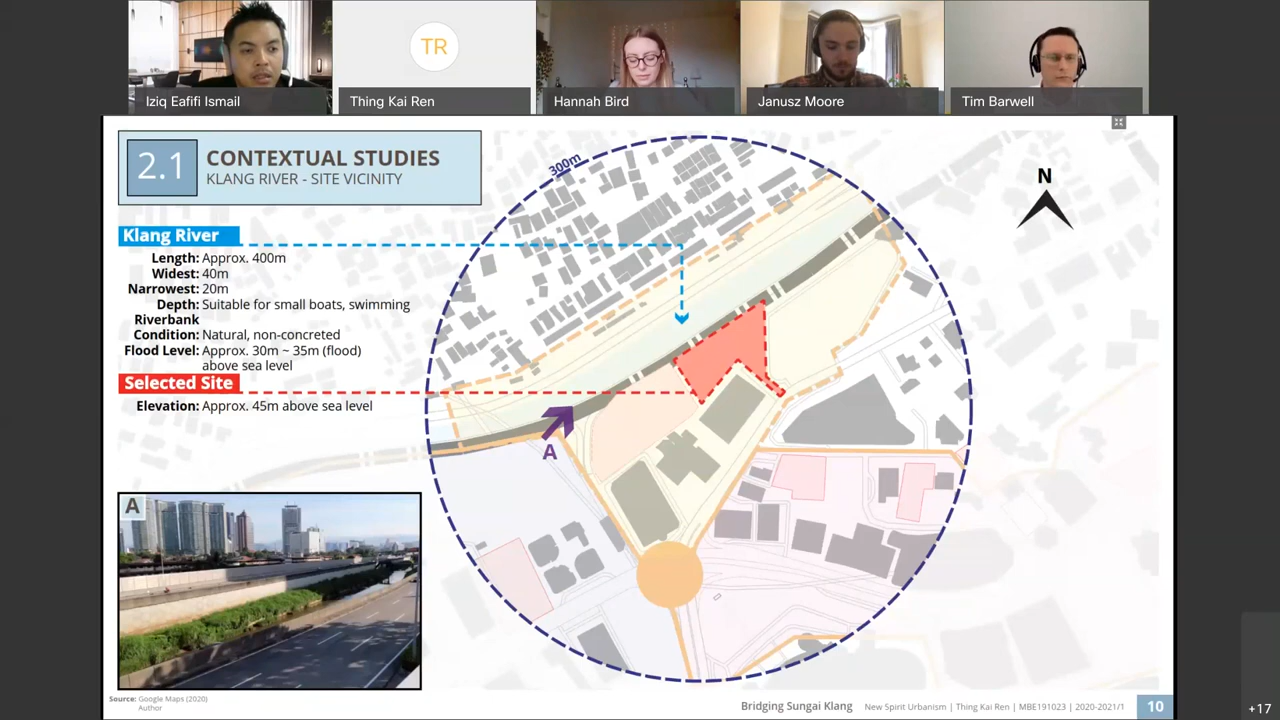 TR
Iziq Eafifi Ismail
Thing Kai Ren
Hannah Bird
Janusz Moore
Tim Barwell
2.1
CONTEXTUAL STUDIES
KLANG RIVER - SITE VICINITY
300m
N
Klang River
Length: Approx. 400m
Widest: 40m
Narrowest: 20m
Depth: Suitable for small boats, swimming
Riverbank
Condition: Natural, non-concreted
Flood Level: Approx. 30m ~ 35m (flood)
above sea level
Selected Site
Elevation: Approx. 45m above sea level
A
A
Source: Google Maps (2020)
Author
Bridging Sungai Klang New Spirit Urbanism | Thing Kai Ren | MBE191023 | 2020-2021/1 10
+17